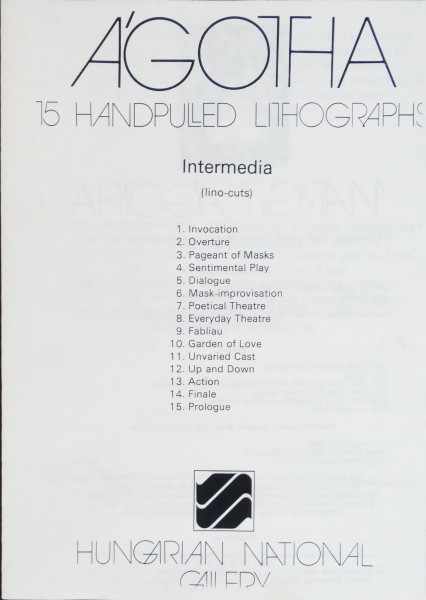 ÁGOTHA
15 HANDPULLED LITHOGRAPHS
Intermedia
(lino-cuts)
1. Invocation
2. Overture
3. Pageant of Masks
4. Sentimental Play
5. Dialogue
6. Mask-improvisation
7. Poetical Theatre
8. Everyday Theatre
9. Fabliau
10. Garden of Love
11. Unvaried Cast
12. Up and Down
13. Action
14. Finale
15. Prologue
HUNGARIAN NATIONAL
GALLERY